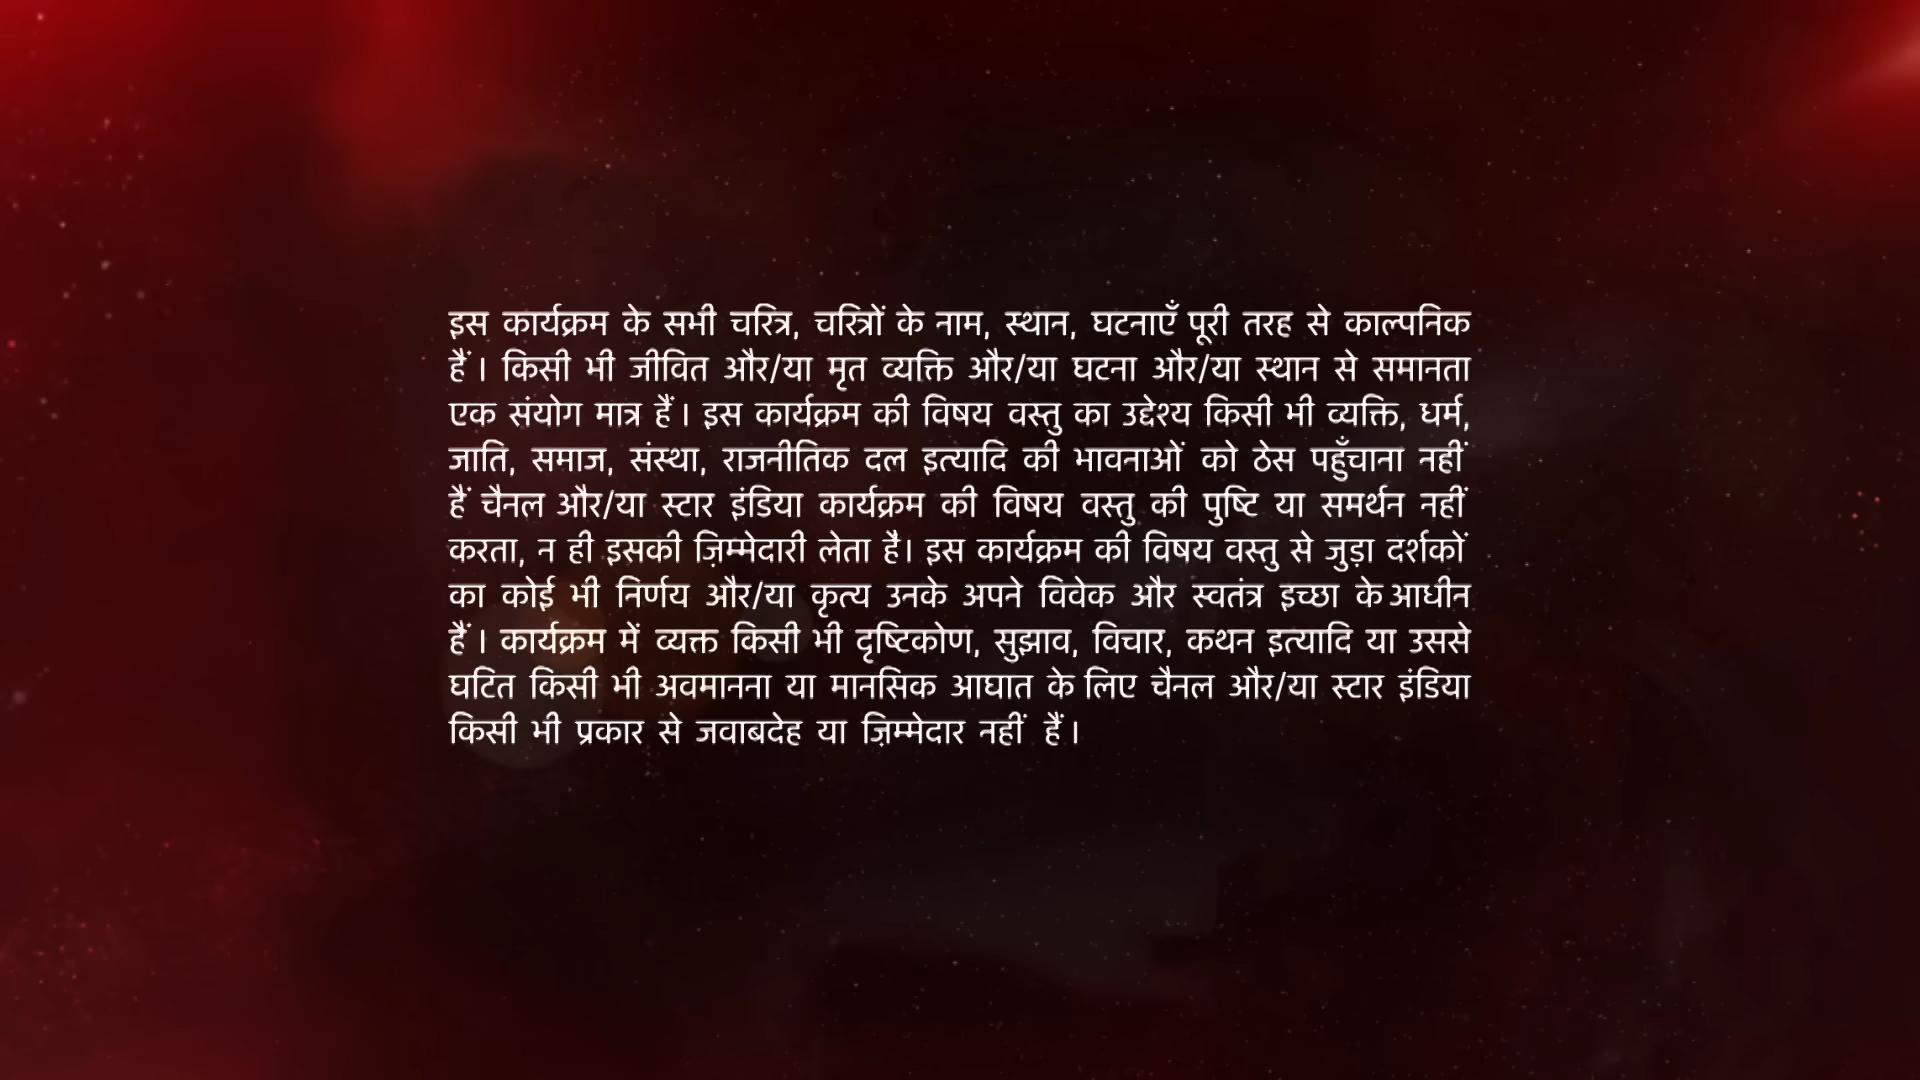 इस कार्यक्रम के सभी चरित्र, चरित्रों के नाम, स्थान, घटनाएँ पूरी तरह से काल्पनिक
हैं । किसी भी जीवित और/या मृत व्यक्ति और/या घटना और/या स्थान से समानता
एक संयोग मात्र हैं । इस कार्यक्रम की विषय वस्तु का उद्देश्य किसी भी व्यक्ति, धर्म,
जाति, समाज, संस्था, राजनीतिक दल इत्यादि की भावनाओं को ठेस पहुँचाना नहीं
हैं चैनल और/या स्टार इंडिया कार्यक्रम की विषय वस्तु की पुष्टि या समर्थन नहीं
करता, न ही इसकी ज़िम्मेदारी लेता है। इस कार्यक्रम की विषय वस्तु से जुड़ा दर्शकों
का कोई भी निर्णय और/या कृत्य उनके अपने विवेक और स्वतंत्र इच्छा के आधीन
हैं । कार्यक्रम में व्यक्त किसी भी दृष्टिकोण, सुझाव, विचार, कथन इत्यादि या उससे
घटित किसी भी अवमानना या मानसिक आघात के लिए चैनल और/या स्टार इंडिया
किसी भी प्रकार से जवाबदेह या ज़िम्मेदार नहीं हैं ।